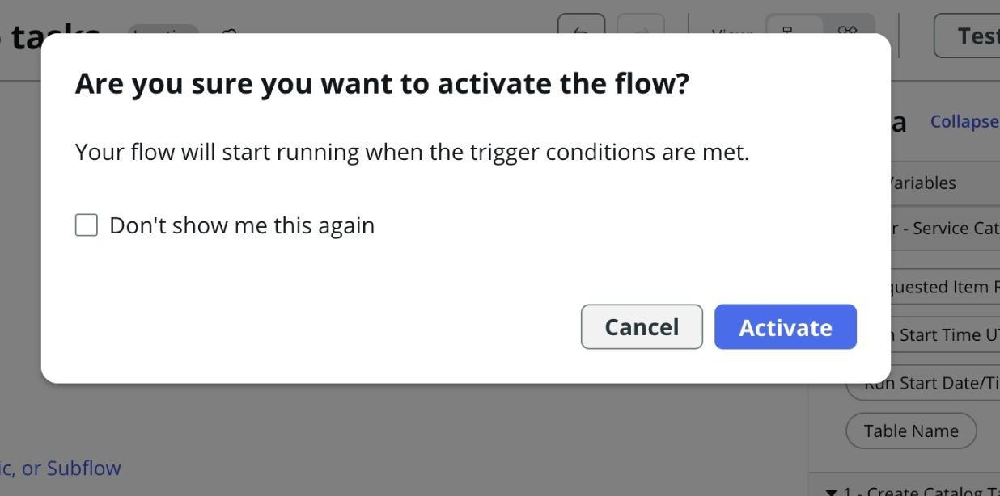 tasks
View:
Test
Are you sure you want to activate the flow?
Your flow will start running when the trigger conditions are met.
Don't show me this again
Cancel
Activate
a
Collapse
Variables
r - Service Cat
quested Item R
n Start Time UT
Run Start Date/Ti
Table Name
ic, or Subflow
1 - Create Catalog Ta